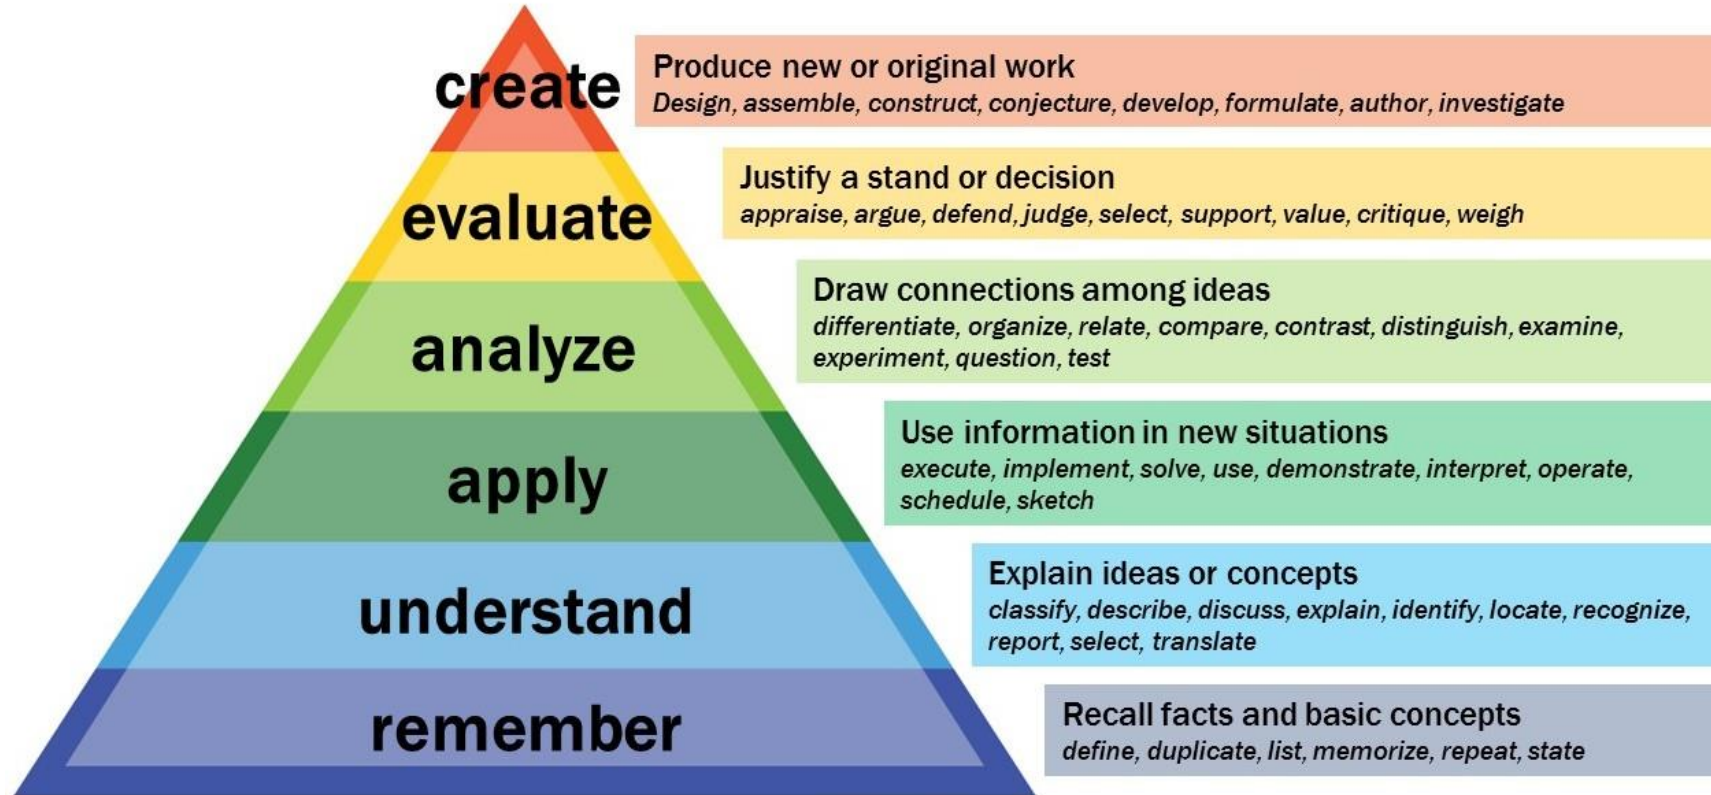 create
Produce new or original work
Design, assemble, construct, conjecture, develop, formulate, author, investigate
evaluate
Justify a stand or decision
appraise, argue, defend, judge, select, support, value, critique, weigh
analyze
Draw connections among ideas
differentiate, organize, relate, compare, contrast, distinguish, examine,
experiment, question, test
apply
Use information in new situations
execute, implement, solve, use, demonstrate, interpret, operate,
schedule, sketch
understand
Explain ideas or concepts
classify, describe, discuss, explain, identify, locate, recognize,
report, select, translate
remember
Recall facts and basic concepts
define, duplicate, list, memorize, repeat, state